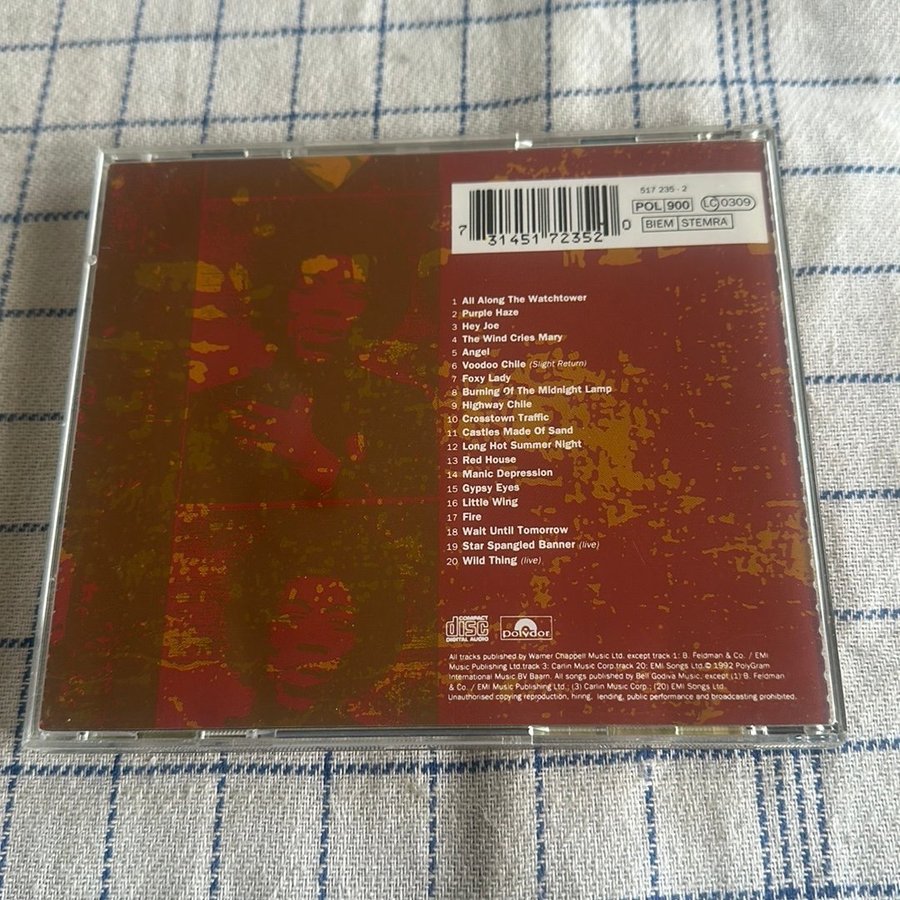 517 235 - 2
POL 900 LC 0309
BIEM STEMRA
7 31451 72352 0
1 All Along The Watchtower
2 Purple Haze
3 Hey Joe
4 The Wind Cries Mary
5 Angel
6 Voodoo Chile (Slight Return)
7 Foxy Lady
8 Burning Of The Midnight Lamp
9 Highway Chile
10 Crosstown Traffic
11 Castles Made Of Sand
12 Long Hot Summer Night
13 Red House
14 Manic Depression
15 Gypsy Eyes
16 Little Wing
17 Fire
18 Wait Until Tomorrow
19 Star Spangled Banner (live)
20 Wild Thing (live)
COMPACT
disc
DIGITAL AUDIO
Polydor
All tracks published by Warner Chappell Music Ltd. except track 1: B. Feldman & Co. / EMI
Music Publishing Ltd.track 3: Carlin Music Corp.track 20: EMI Songs Ltd. © 1992 PolyGram
International Music BV Baarn. All songs published by Bell Godiva Music, except (1) B. Feldman
& Co. / EMI Music Publishing Ltd.; (3) Carlin Music Corp.; (20) EMI Songs Ltd.
Unauthorised copying reproduction, hiring, lending, public performance and broadcasting prohibited.